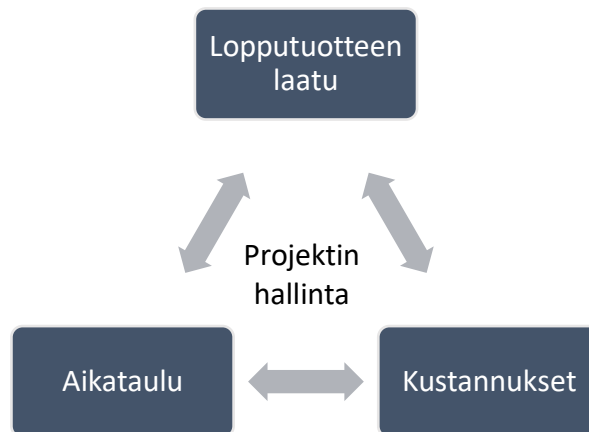 Lopputuotteen
laatu
Projektin
hallinta
Aikataulu
Kustannukset